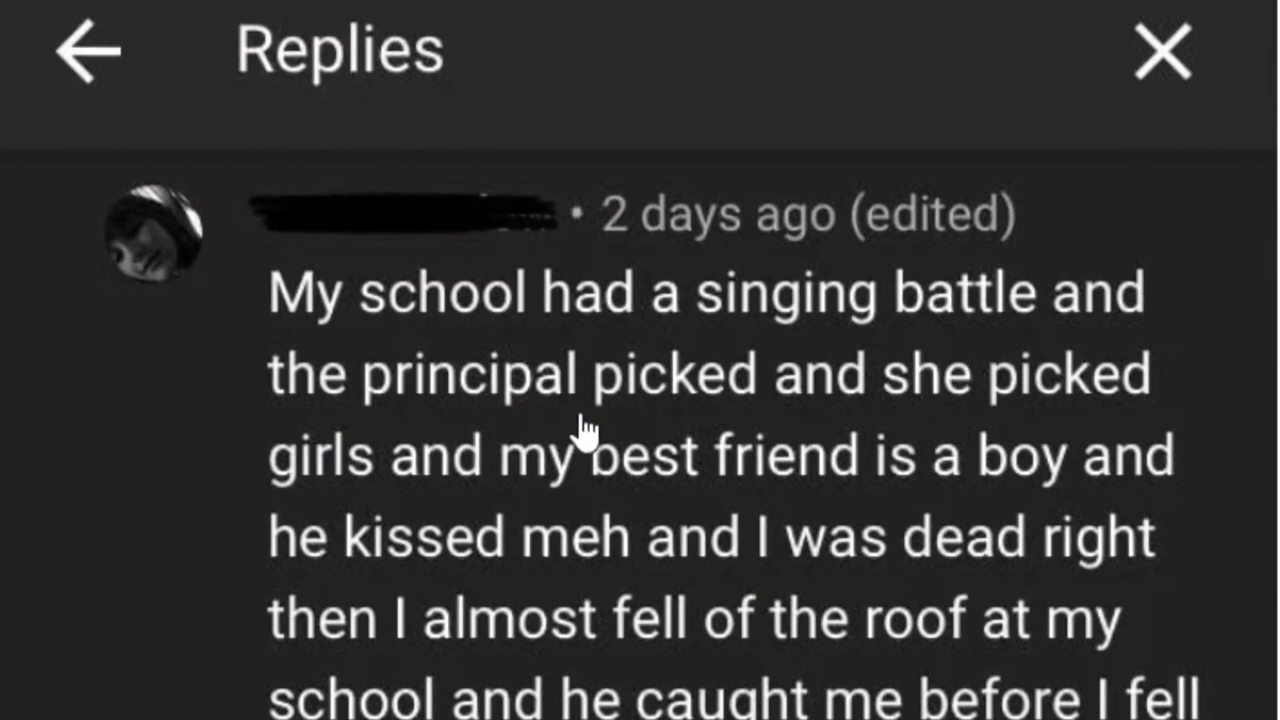 Replies
• 2 days ago (edited)
My school had a singing battle and
the principal picked and she picked
girls and my best friend is a boy and
he kissed meh and I was dead right
then I almost fell of the roof at my
school and he caught me before I fell